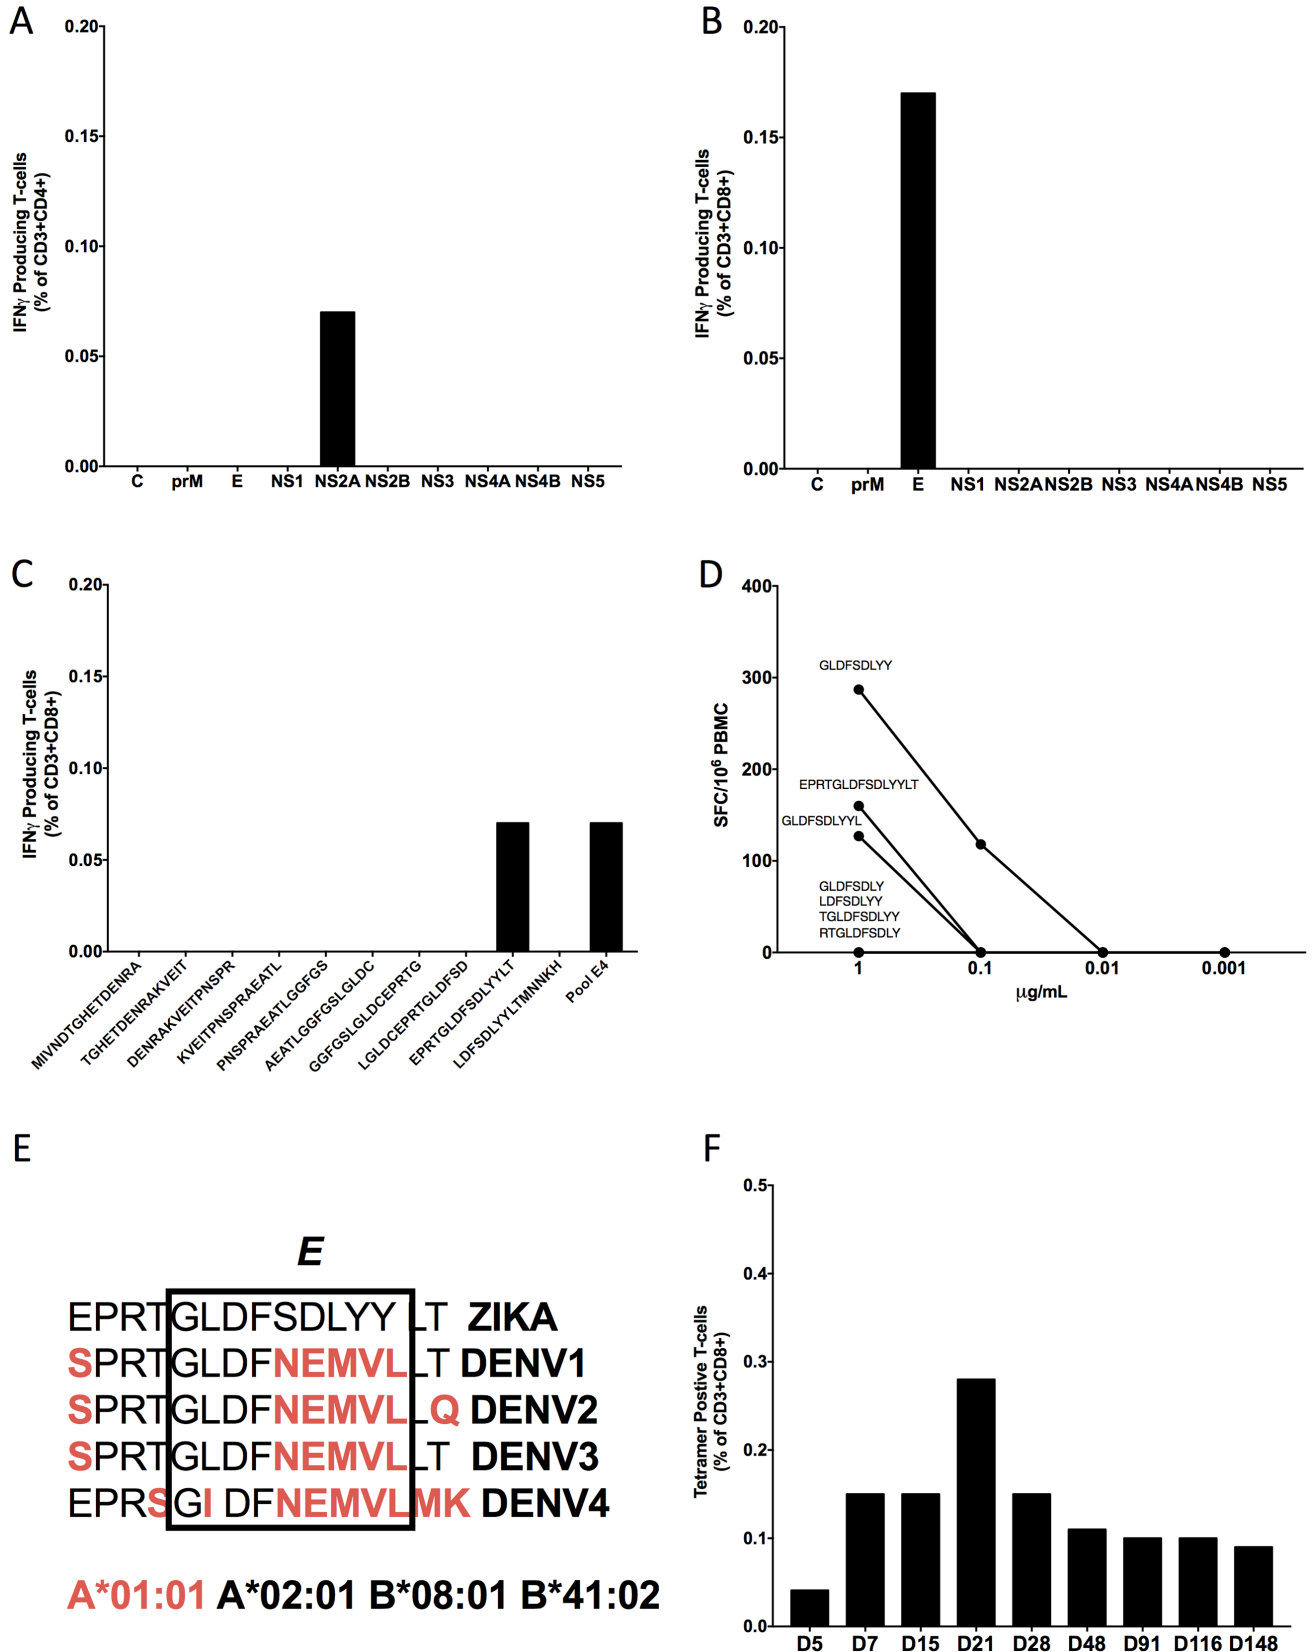 A
0.20
0.15
0.10
0.05
0.00
IFNγ Producing T-cells
(% of CD3+CD4+)
C prM E NS1 NS2A NS2B NS3 NS4A NS4B NS5
B
0.20
0.15
0.10
0.05
0.00
IFNγ Producing T-cells
(% of CD3+CD8+)
C prM E NS1 NS2A NS2B NS3 NS4A NS4B NS5
C
0.20
0.15
0.10
0.05
0.00
IFNγ Producing T-cells
(% of CD3+CD8+)
MIVNDTGHETDENRA
TGHETDENRAKVEIT
DENRAKVEITPNSPR
KVEITPNSPRAEATL
PNSPRAEATLGGFGS
AEATLGGFGSLGLDC
GGFGSLGLDCEPRTG
LGLDCEPRTGLDFSD
EPRTGLDFSDLYYLT
LDFSDLYYLTMNNKH
Pool E4
D
400
300
200
100
0
SFC/10⁶ PBMC
GLDFSDLYY
EPRTGLDFSDLYYLT
GLDFSDLYYL
GLDFSDLY
LDFSDLYY
TGLDFSDLYY
RTGLDFSDLY
1 0.1 0.01 0.001
µg/mL
E
E
EPRTGLDFSDLYY LT ZIKA
SPRTGLDFNEMVLLT DENV1
SPRTGLDFNEMVLLQ DENV2
SPRTGLDFNEMVLLT DENV3
EPRSGI DFNEMVLMK DENV4
A*01:01 A*02:01 B*08:01 B*41:02
F
0.5
0.4
0.3
0.2
0.1
0.0
Tetramer Postive T-cells
(% of CD3+CD8+)
D5 D7 D15 D21 D28 D48 D91 D116 D148